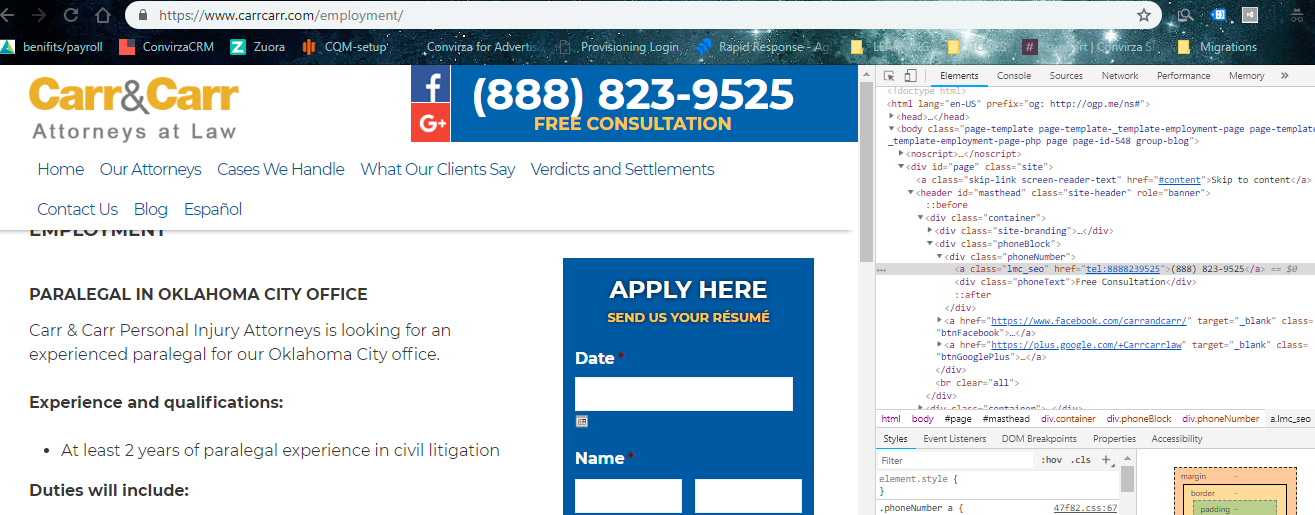 https://www.carrcarr.com/employment/
benifits/payroll ConvirzaCRM Zuora CQM-setup' Convirza for Advertis Provisioning Login Rapid Response - Ag LEARNING TOOLS support | Convirza S Migrations
Carr&Carr
Attorneys at Law
f
G+
(888) 823-9525
FREE CONSULTATION
Home Our Attorneys Cases We Handle What Our Clients Say Verdicts and Settlements
Contact Us Blog Español
EMPLOYMENT
PARALEGAL IN OKLAHOMA CITY OFFICE
Carr & Carr Personal Injury Attorneys is looking for an
experienced paralegal for our Oklahoma City office.
Experience and qualifications:
• At least 2 years of paralegal experience in civil litigation
Duties will include:
APPLY HERE
SEND US YOUR RÉSUMÉ
Date *
Name *
Elements Console Sources Network Performance Memory »
<!doctype html>
<html lang="en-US" prefix="og: http://ogp.me/ns#">
▶<head>…</head>
▼<body class="page-template page-template-_template-employment-page page-template-
_template-employment-page-php page page-id-548 group-blog">
▶<noscript>…</noscript>
▼<div id="page" class="site">
<a class="skip-link screen-reader-text" href="#content">Skip to content</a>
▼<header id="masthead" class="site-header" role="banner">
::before
▼<div class="container">
▶<div class="site-branding">…</div>
▼<div class="phoneBlock">
▼<div class="phoneNumber">
… <a class="lmc_seo" href="tel:8888239525">(888) 823-9525</a> == $0
<div class="phoneText">Free Consultation</div>
::after
</div>
▶<a href="https://www.facebook.com/carrandcarr/" target="_blank" class=
"btnFacebook">…</a>
▶<a href="https://plus.google.com/+Carrcarrlaw" target="_blank" class=
"btnGooglePlus">…</a>
</div>
<br clear="all">
</div>
▶<div class="container">…</div>
html body #page #masthead div.container div.phoneBlock div.phoneNumber a.lmc_seo
Styles Event Listeners DOM Breakpoints Properties Accessibility
Filter :hov .cls +
element.style {
}
.phoneNumber a { 47f82.css:67
margin –
border –
padding –